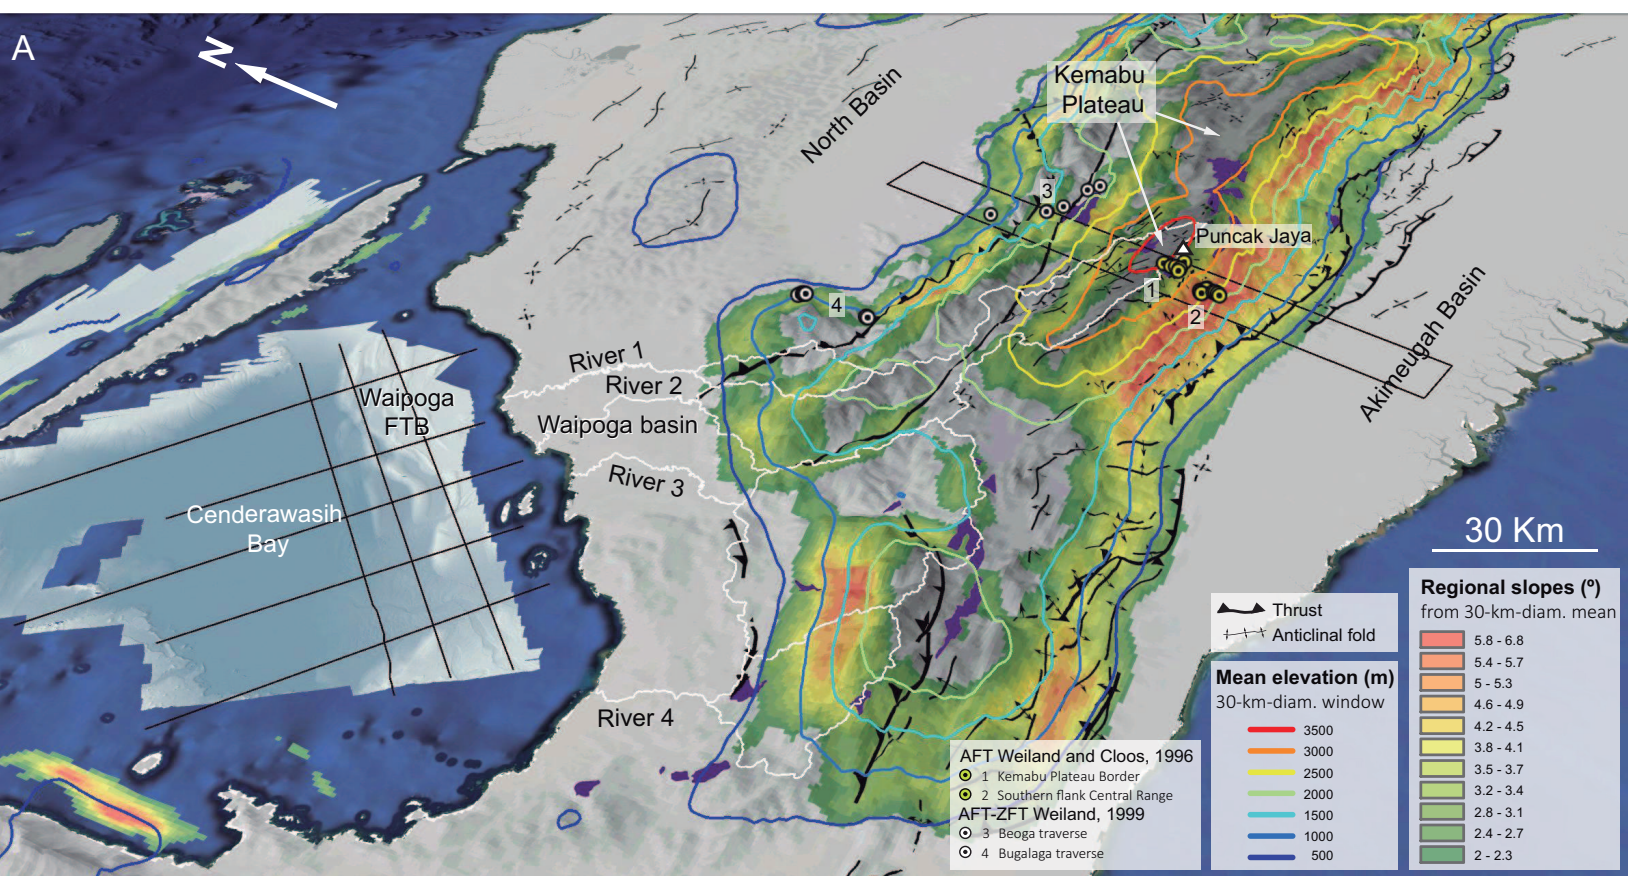 A
N
North Basin
Kemabu
Plateau
3
Puncak Jaya
1
2
4
Akimeugah Basin
River 1
River 2
Waipoga basin
River 3
River 4
Waipoga
FTB
Cenderawasih
Bay
30 Km
Thrust
Anticlinal fold
AFT Weiland and Cloos, 1996
1 Kemabu Plateau Border
2 Southern flank Central Range
AFT-ZFT Weiland, 1999
3 Beoga traverse
4 Bugalaga traverse
Mean elevation (m)
30-km-diam. window
3500
3000
2500
2000
1500
1000
500
Regional slopes (º)
from 30-km-diam. mean
5.8 - 6.8
5.4 - 5.7
5 - 5.3
4.6 - 4.9
4.2 - 4.5
3.8 - 4.1
3.5 - 3.7
3.2 - 3.4
2.8 - 3.1
2.4 - 2.7
2 - 2.3